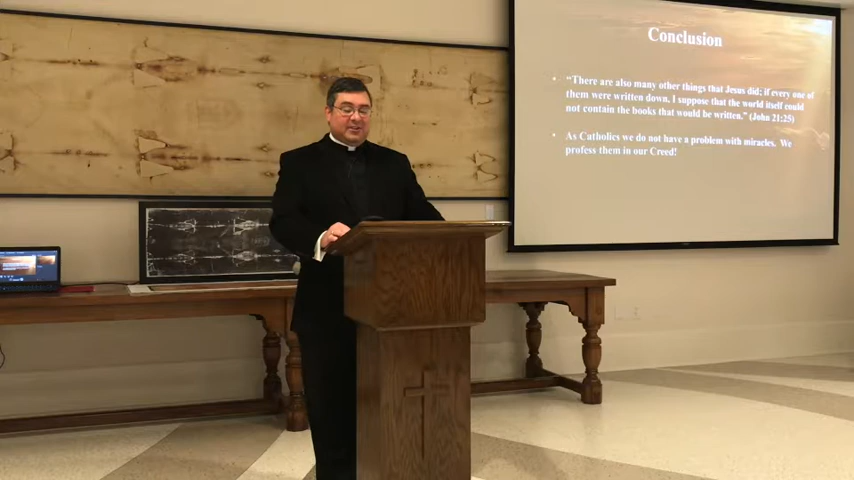 Conclusion
• “There are also many other things that Jesus did; if every one of
them were written down, I suppose that the world itself could
not contain the books that would be written.” (John 21:25)
• As Catholics we do not have a problem with miracles. We
profess them in our Creed!